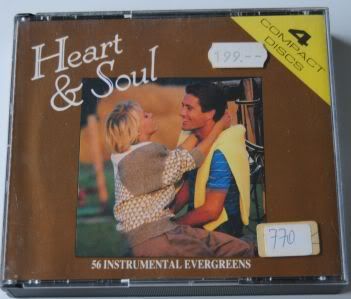 Heart
& Soul
199.--
4
COMPACT
DISCS
770
56 INSTRUMENTAL EVERGREENS